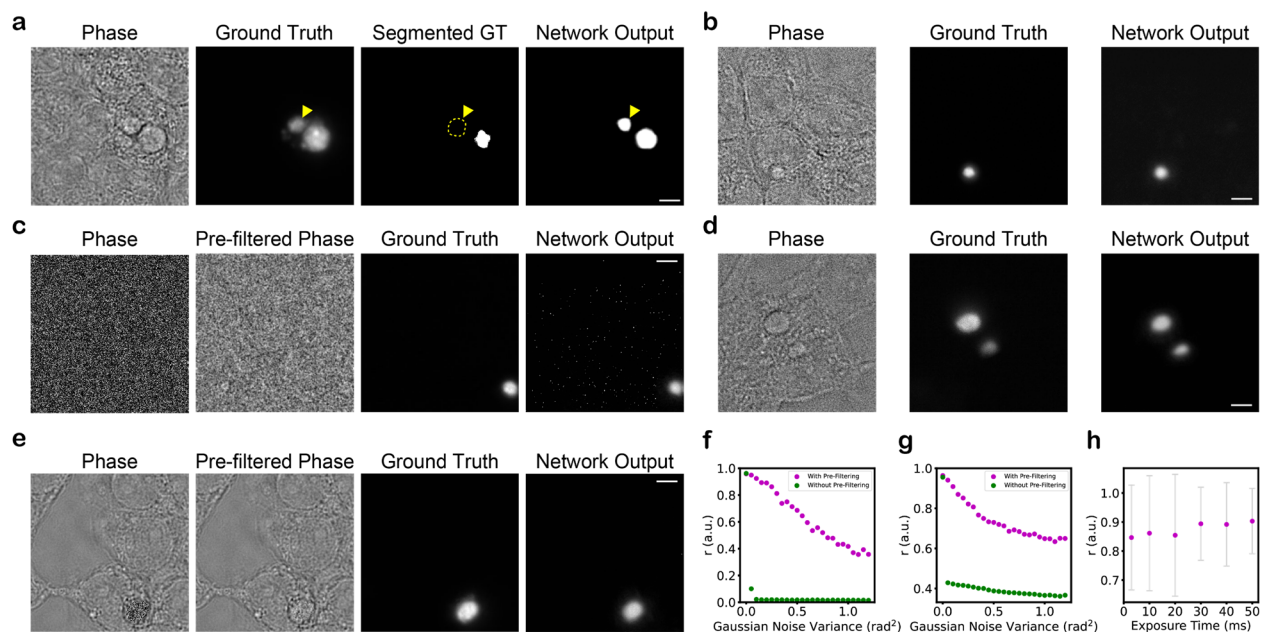 a
Phase
Ground Truth
Segmented GT
Network Output
b
Phase
Ground Truth
Network Output
c
Phase
Pre-filtered Phase
Ground Truth
Network Output
d
Phase
Ground Truth
Network Output
e
Phase
Pre-filtered Phase
Ground Truth
Network Output
f
r (a.u.)
1.0
0.8
0.6
0.4
0.2
0.0
With Pre-Filtering
Without Pre-Filtering
0.0 0.5 1.0
Gaussian Noise Variance (rad²)
g
r (a.u.)
1.0
0.8
0.6
0.4
With Pre-Filtering
Without Pre-Filtering
0.0 0.5 1.0
Gaussian Noise Variance (rad²)
h
r (a.u.)
1.0
0.9
0.8
0.7
0 10 20 30 40 50
Exposure Time (ms)